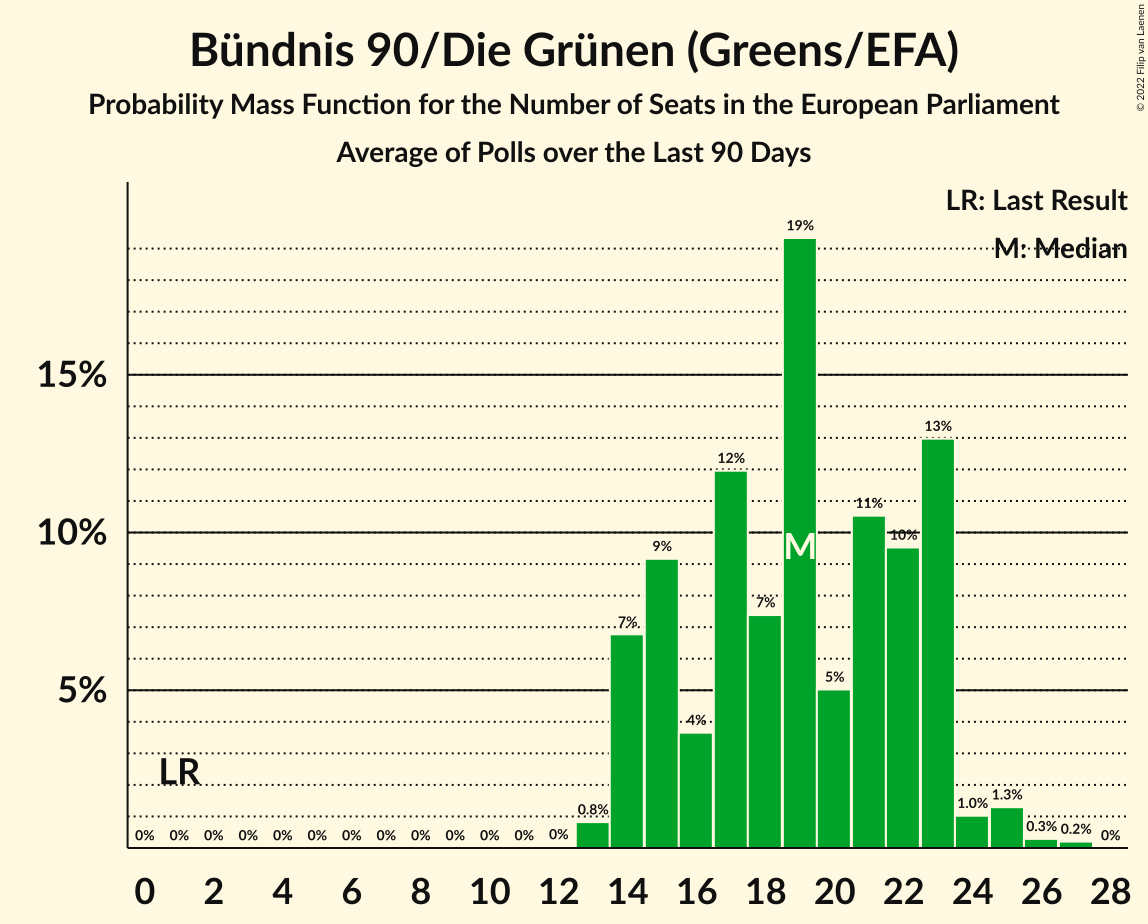 Bündnis 90/Die Grünen (Greens/EFA)
Probability Mass Function for the Number of Seats in the European Parliament
Average of Polls over the Last 90 Days
© 2022 Filip van Laenen
LR: Last Result
M: Median
15%
10%
5%
LR
M
0% 0% 0% 0% 0% 0% 0% 0% 0% 0% 0% 0% 0% 0.8% 7% 9% 4% 12% 7% 19% 5% 11% 10% 13% 1.0% 1.3% 0.3% 0.2% 0%
0 2 4 6 8 10 12 14 16 18 20 22 24 26 28